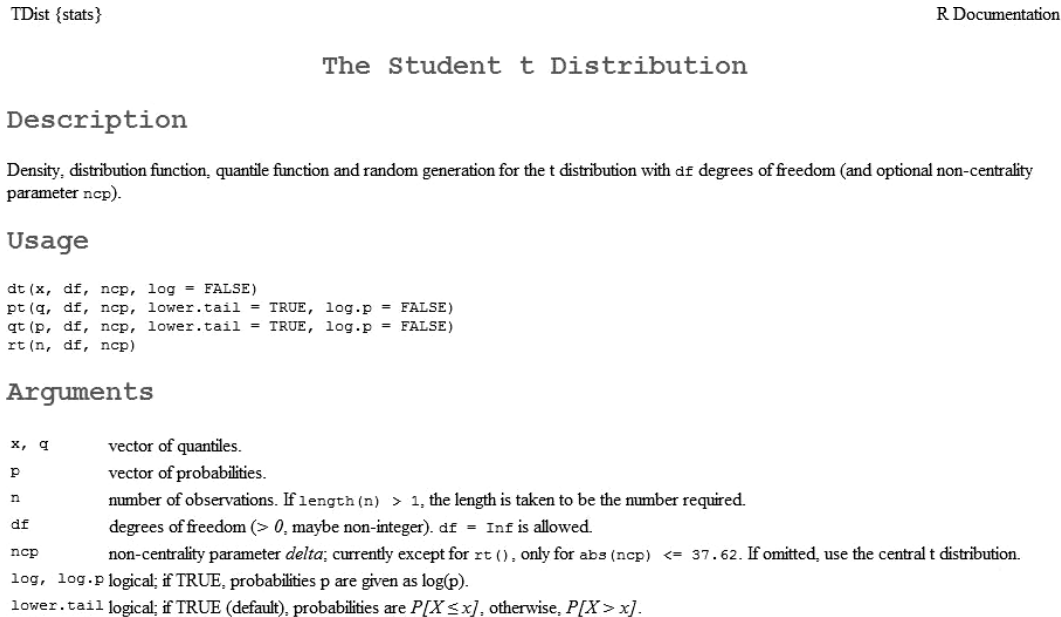 TDist {stats} R Documentation
The Student t Distribution
Description
Density, distribution function, quantile function and random generation for the t distribution with df degrees of freedom (and optional non-centrality
parameter ncp).
Usage
dt(x, df, ncp, log = FALSE)
pt(q, df, ncp, lower.tail = TRUE, log.p = FALSE)
qt(p, df, ncp, lower.tail = TRUE, log.p = FALSE)
rt(n, df, ncp)
Arguments
x, q vector of quantiles.
p vector of probabilities.
n number of observations. If length(n) > 1, the length is taken to be the number required.
df degrees of freedom (> 0, maybe non-integer). df = Inf is allowed.
ncp non-centrality parameter delta; currently except for rt(), only for abs(ncp) <= 37.62. If omitted, use the central t distribution.
log, log.p logical; if TRUE, probabilities p are given as log(p).
lower.tail logical; if TRUE (default), probabilities are P[X ≤ x], otherwise, P[X > x].